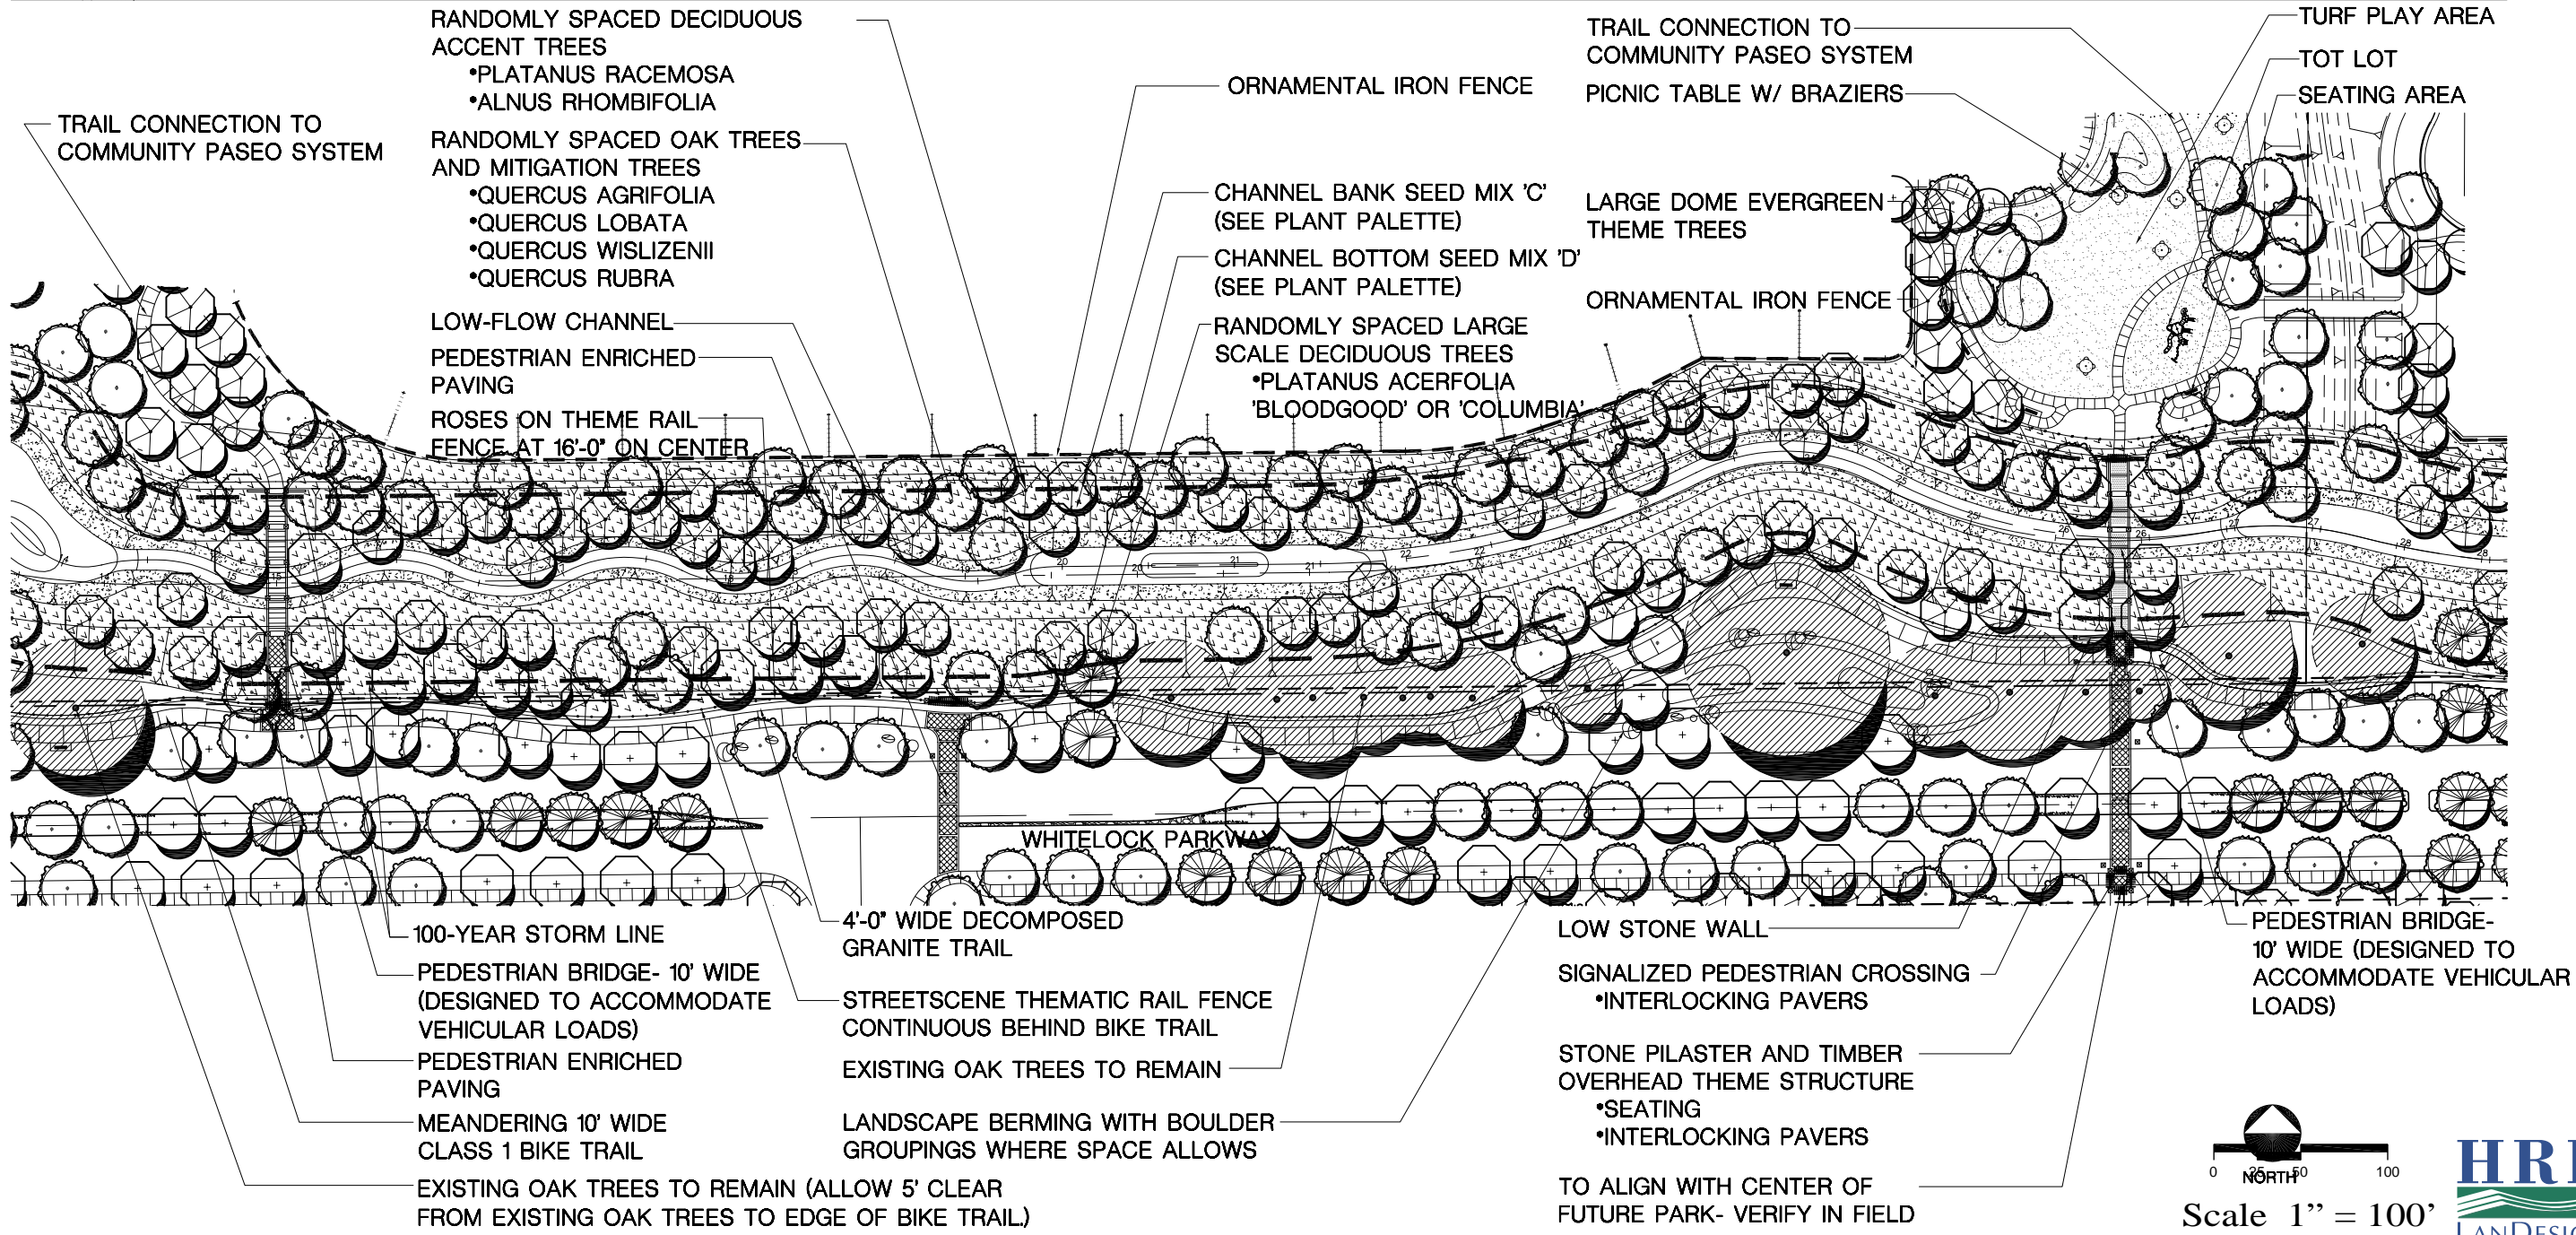 RANDOMLY SPACED DECIDUOUS
ACCENT TREES
•PLATANUS RACEMOSA
•ALNUS RHOMBIFOLIA
TRAIL CONNECTION TO
COMMUNITY PASEO SYSTEM
RANDOMLY SPACED OAK TREES
AND MITIGATION TREES
•QUERCUS AGRIFOLIA
•QUERCUS LOBATA
•QUERCUS WISLIZENII
•QUERCUS RUBRA
LOW-FLOW CHANNEL
PEDESTRIAN ENRICHED
PAVING
ROSES ON THEME RAIL
FENCE AT 16'-0" ON CENTER
ORNAMENTAL IRON FENCE
CHANNEL BANK SEED MIX 'C'
(SEE PLANT PALETTE)
CHANNEL BOTTOM SEED MIX 'D'
(SEE PLANT PALETTE)
RANDOMLY SPACED LARGE
SCALE DECIDUOUS TREES
•PLATANUS ACERFOLIA
'BLOODGOOD' OR 'COLUMBIA'
TRAIL CONNECTION TO
COMMUNITY PASEO SYSTEM
PICNIC TABLE W/ BRAZIERS
LARGE DOME EVERGREEN
THEME TREES
ORNAMENTAL IRON FENCE
TURF PLAY AREA
TOT LOT
SEATING AREA
WHITELOCK PARKWAY
100-YEAR STORM LINE
PEDESTRIAN BRIDGE- 10' WIDE
(DESIGNED TO ACCOMMODATE
VEHICULAR LOADS)
PEDESTRIAN ENRICHED
PAVING
MEANDERING 10' WIDE
CLASS 1 BIKE TRAIL
EXISTING OAK TREES TO REMAIN (ALLOW 5' CLEAR
FROM EXISTING OAK TREES TO EDGE OF BIKE TRAIL.)
4'-0" WIDE DECOMPOSED
GRANITE TRAIL
STREETSCENE THEMATIC RAIL FENCE
CONTINUOUS BEHIND BIKE TRAIL
EXISTING OAK TREES TO REMAIN
LANDSCAPE BERMING WITH BOULDER
GROUPINGS WHERE SPACE ALLOWS
LOW STONE WALL
SIGNALIZED PEDESTRIAN CROSSING
•INTERLOCKING PAVERS
STONE PILASTER AND TIMBER
OVERHEAD THEME STRUCTURE
•SEATING
•INTERLOCKING PAVERS
TO ALIGN WITH CENTER OF
FUTURE PARK- VERIFY IN FIELD
PEDESTRIAN BRIDGE-
10' WIDE (DESIGNED TO
ACCOMMODATE VEHICULAR
LOADS)
0 25 50 100
NORTH
Scale 1" = 100'